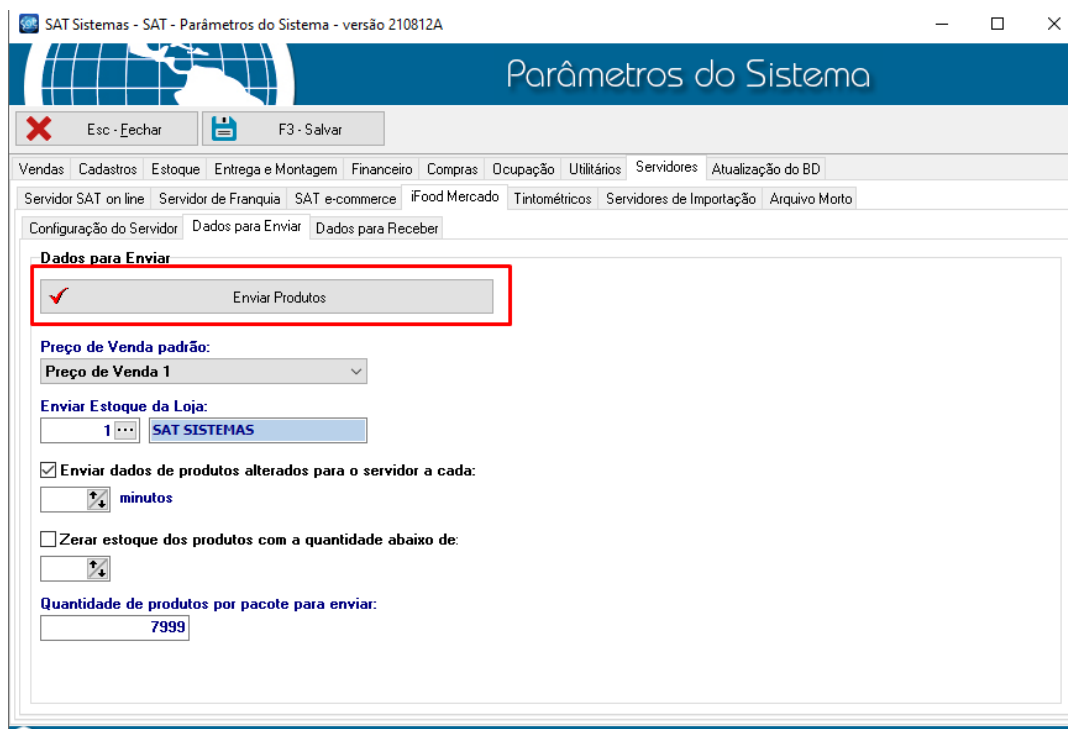 SAT Sistemas - SAT - Parâmetros do Sistema - versão 210812A
Parâmetros do Sistema
Esc - Fechar F3 - Salvar
Vendas Cadastros Estoque Entrega e Montagem Financeiro Compras Ocupação Utilitários Servidores Atualização do BD
Servidor SAT on line Servidor de Franquia SAT e-commerce iFood Mercado Tintométricos Servidores de Importação Arquivo Morto
Configuração do Servidor Dados para Enviar Dados para Receber
Dados para Enviar
Enviar Produtos
Preço de Venda padrão:
Preço de Venda 1
Enviar Estoque da Loja:
1 ... SAT SISTEMAS
Enviar dados de produtos alterados para o servidor a cada:
minutos
Zerar estoque dos produtos com a quantidade abaixo de:
Quantidade de produtos por pacote para enviar:
7999